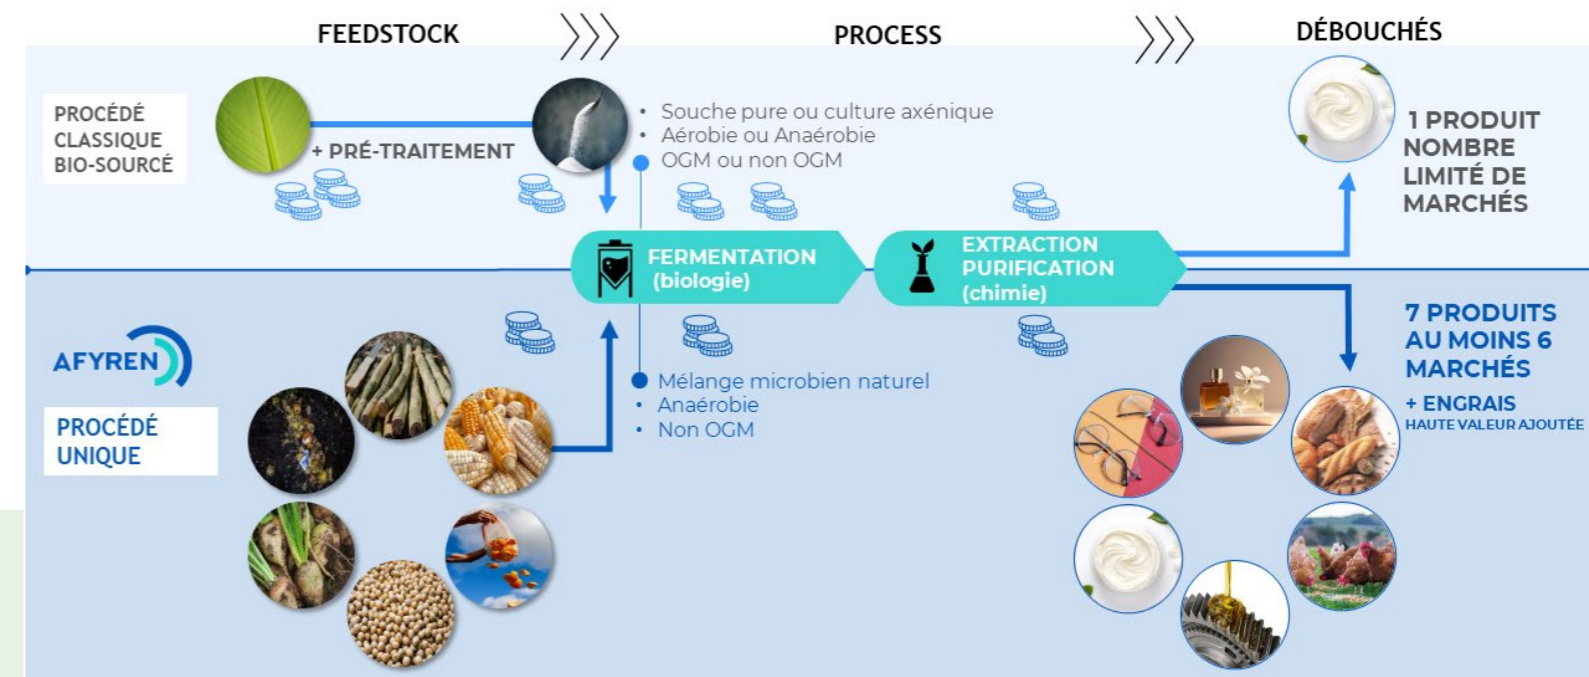 FEEDSTOCK
PROCESS
DÉBOUCHÉS
PROCÉDÉ
CLASSIQUE
BIO-SOURCÉ
+ PRÉ-TRAITEMENT
• Souche pure ou culture axénique
• Aérobie ou Anaérobie
• OGM ou non OGM
1 PRODUIT
NOMBRE
LIMITÉ DE
MARCHÉS
FERMENTATION
(biologie)
EXTRACTION
PURIFICATION
(chimie)
AFYREN
PROCÉDÉ
UNIQUE
• Mélange microbien naturel
• Anaérobie
• Non OGM
7 PRODUITS
AU MOINS 6
MARCHÉS
+ ENGRAIS
HAUTE VALEUR AJOUTÉE